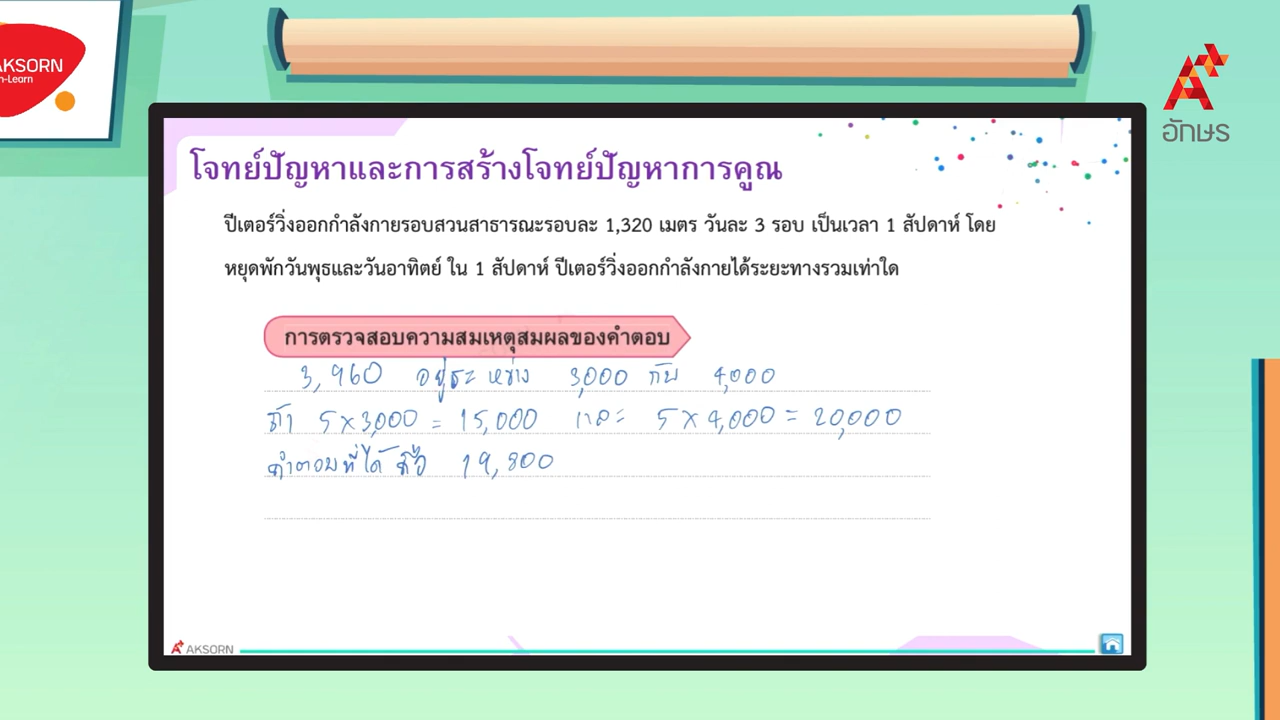 AKSORN
n-Learn
อักษร
โจทย์ปัญหาและการสร้างโจทย์ปัญหาการคูณ
ปีเตอร์วิ่งออกกำลังกายรอบสวนสาธารณะรอบละ 1,320 เมตร วันละ 3 รอบ เป็นเวลา 1 สัปดาห์ โดย
หยุดพักวันพุธและวันอาทิตย์ ใน 1 สัปดาห์ ปีเตอร์วิ่งออกกำลังกายได้ระยะทางรวมเท่าใด
การตรวจสอบความสมเหตุสมผลของคำตอบ
3,960 อยู่ระหว่าง 3,000 กับ 4,000
ถ้า 5 x 3,000 = 15,000 และ 5 x 4,000 = 20,000
คำตอบที่ได้ คือ 19,800
AKSORN